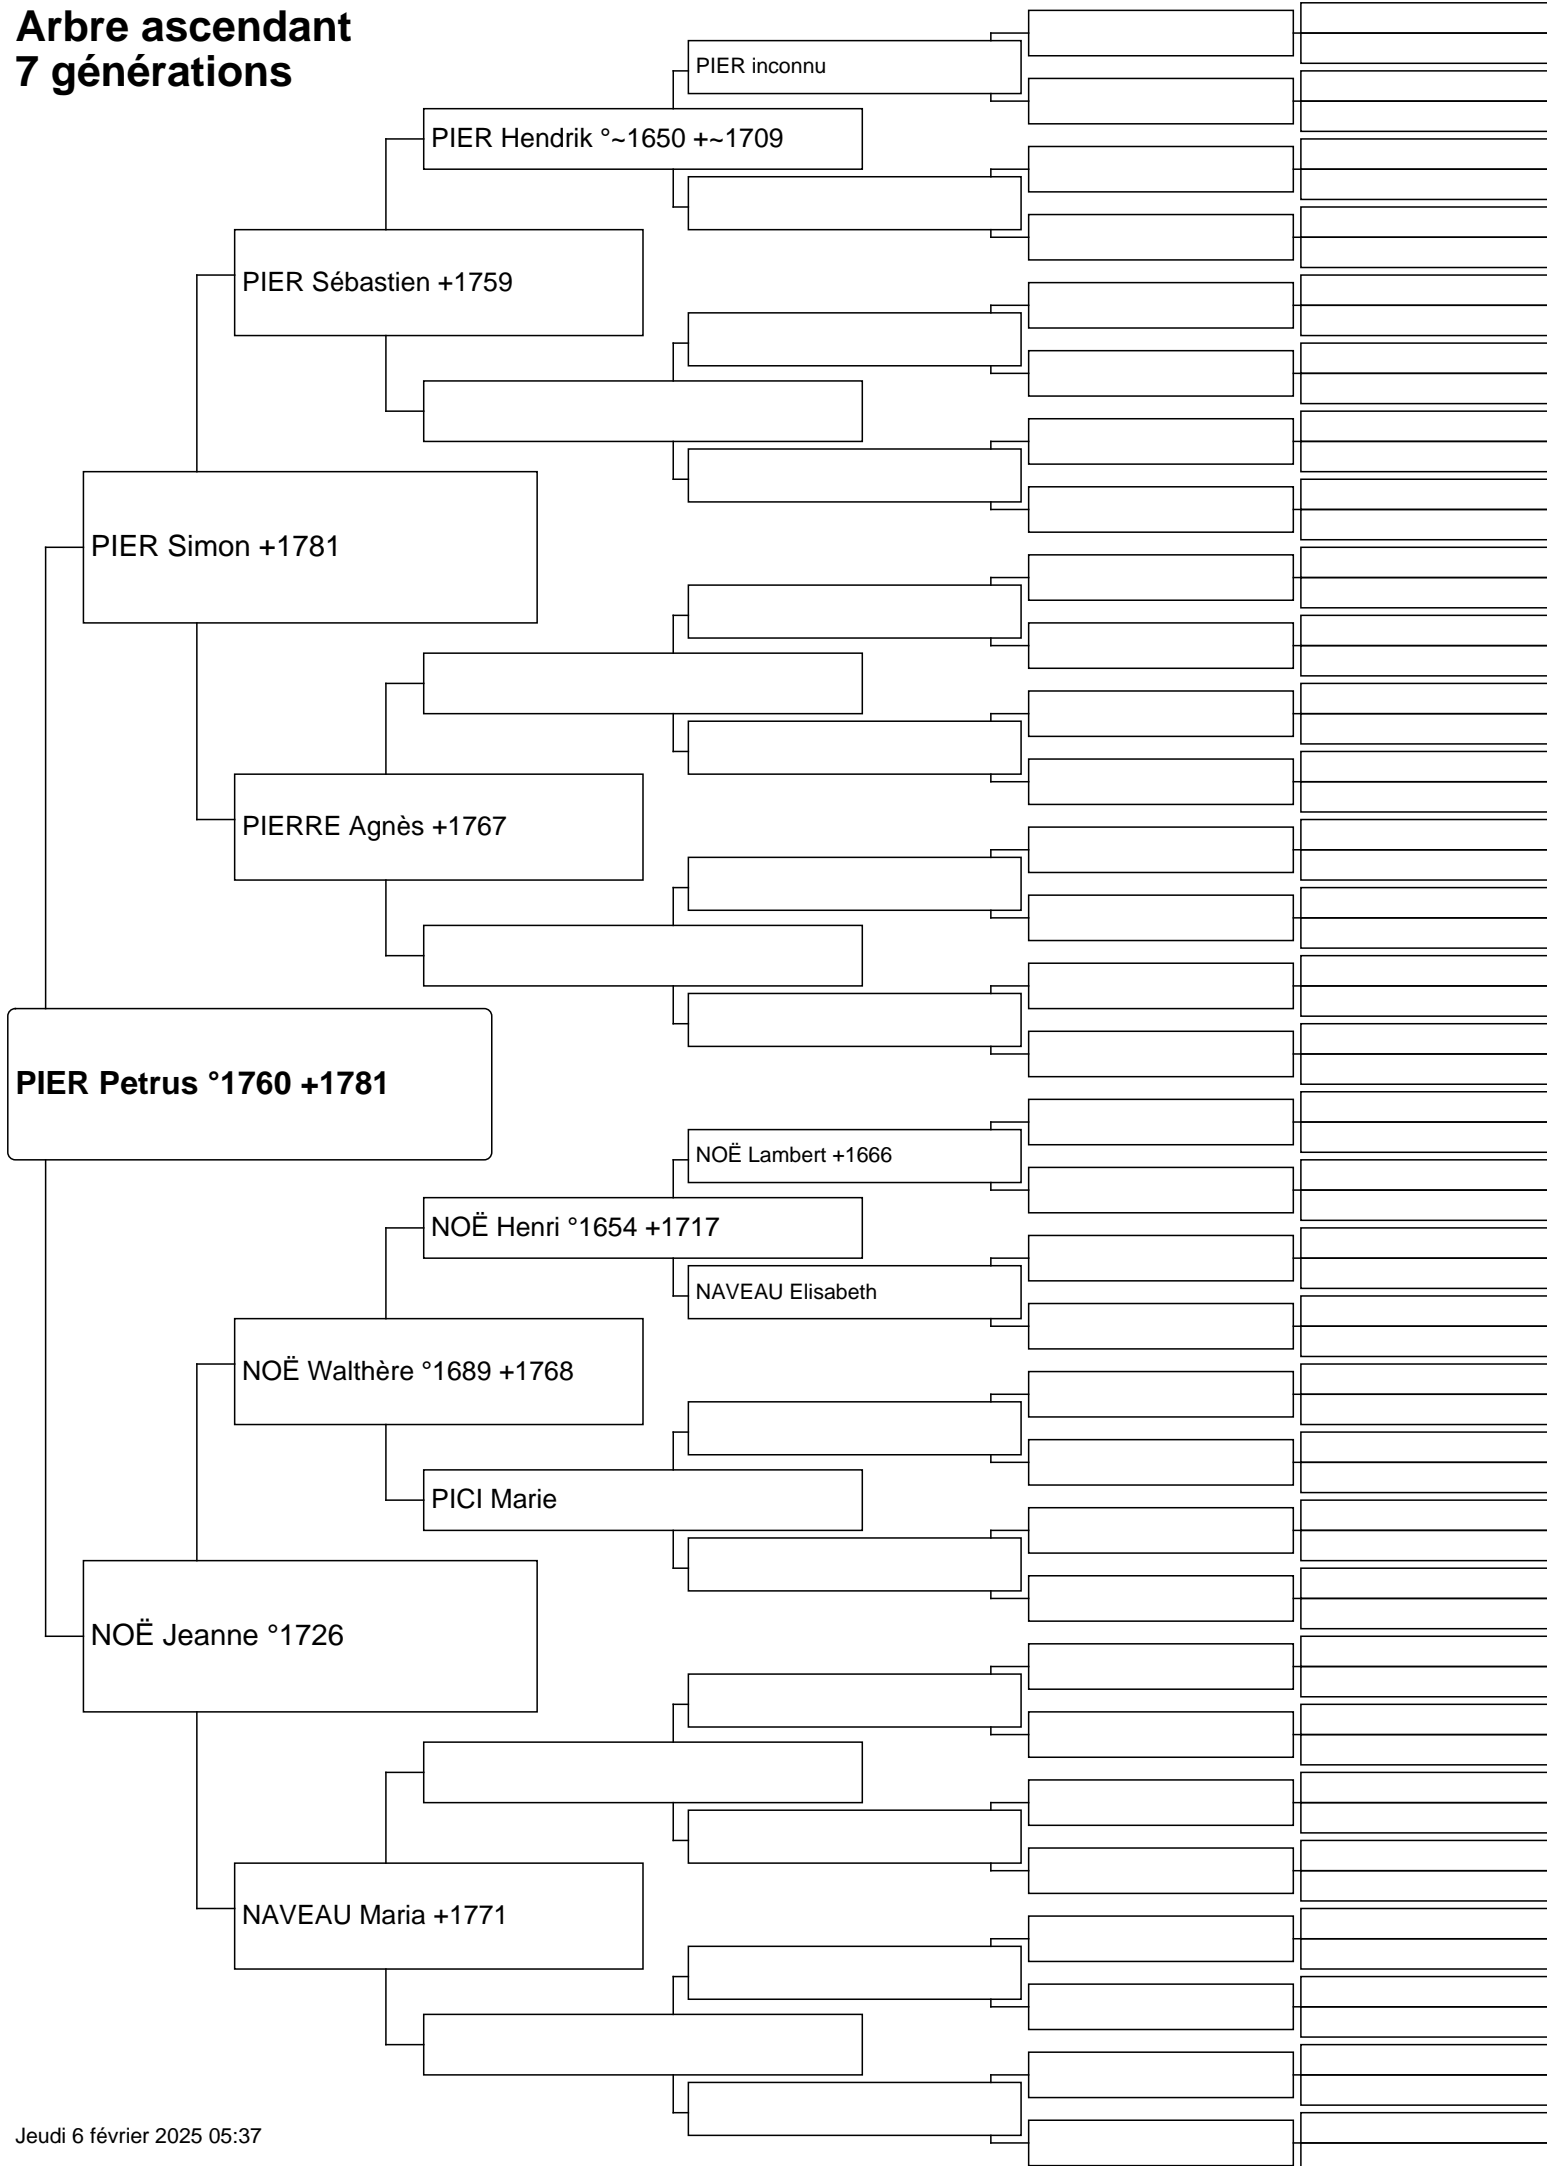 Arbre ascendant
7 générations
PIER inconnu
PIER Hendrik °~1650 +~1709
PIER Sébastien +1759
PIER Simon +1781
PIERRE Agnès +1767
PIER Petrus °1760 +1781
NOË Lambert +1666
NOË Henri °1654 +1717
NAVEAU Elisabeth
NOË Walthère °1689 +1768
PICI Marie
NOË Jeanne °1726
NAVEAU Maria +1771
Jeudi 6 février 2025 05:37